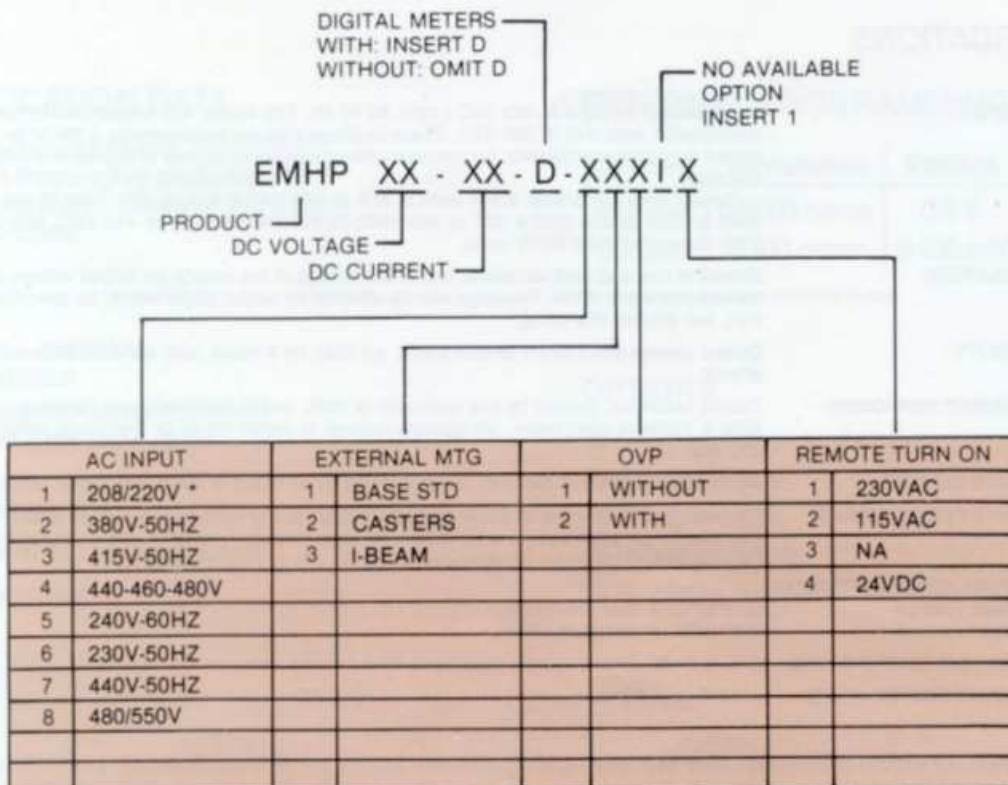 DIGITAL METERS
WITH: INSERT D
WITHOUT: OMIT D
NO AVAILABLE
OPTION
INSERT 1
EMHP XX - XX - D - XXX I X
PRODUCT
DC VOLTAGE
DC CURRENT
AC INPUT EXTERNAL MTG OVP REMOTE TURN ON
1 208/220V * 1 BASE STD 1 WITHOUT 1 230VAC
2 380V-50HZ 2 CASTERS 2 WITH 2 115VAC
3 415V-50HZ 3 I-BEAM 3 NA
4 440-460-480V 4 24VDC
5 240V-60HZ
6 230V-50HZ
7 440V-50HZ
8 480/550V